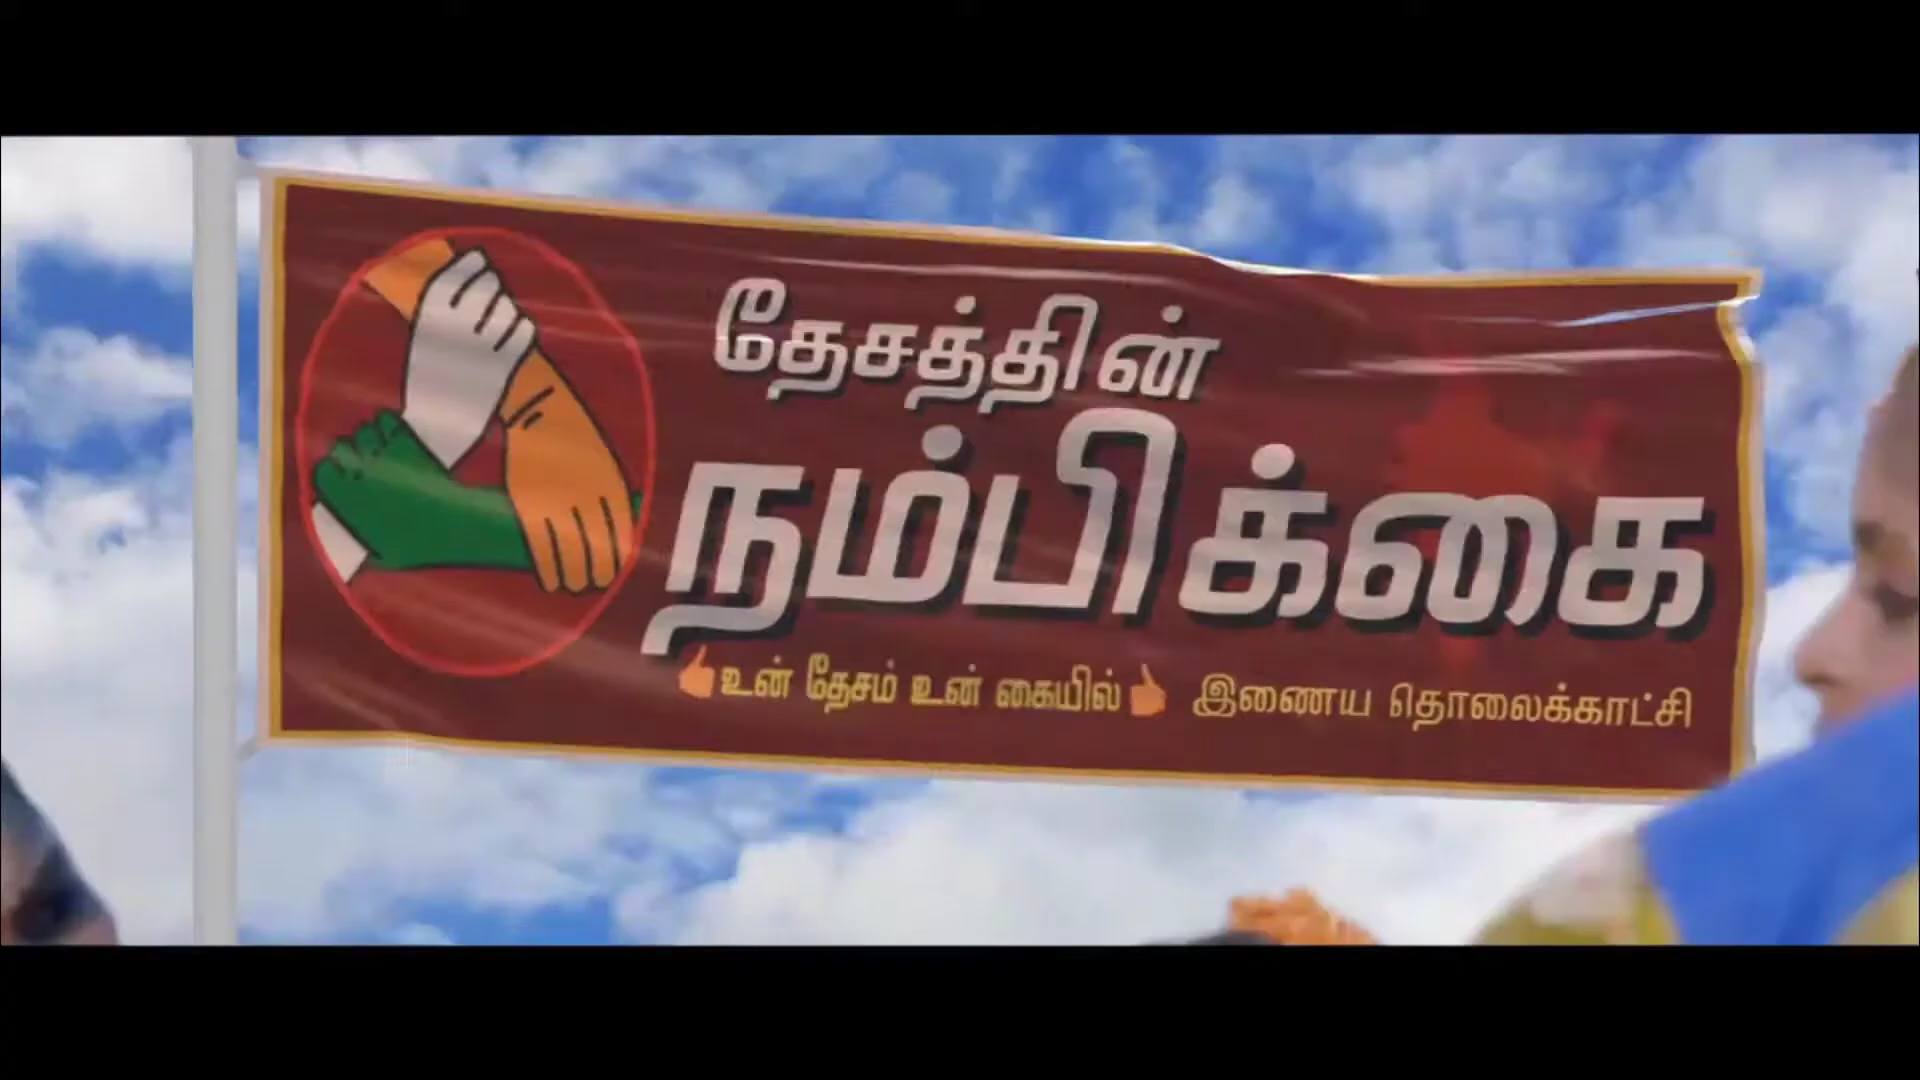 தேசத்தின்
நம்பிக்கை
உன் தேசம் உன் கையில் இணைய தொலைக்காட்சி